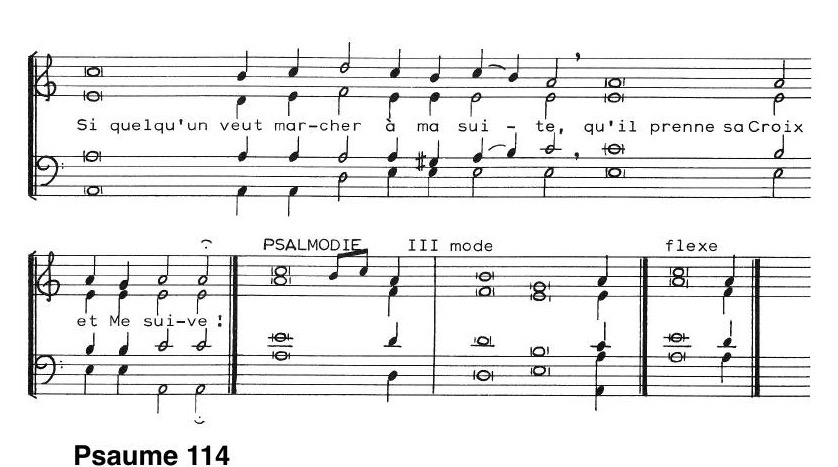 Si quelqu'un veut mar-cher à ma sui - te, qu'il prenne sa Croix
PSALMODIE III mode flexe
et Me sui-ve !
Psaume 114